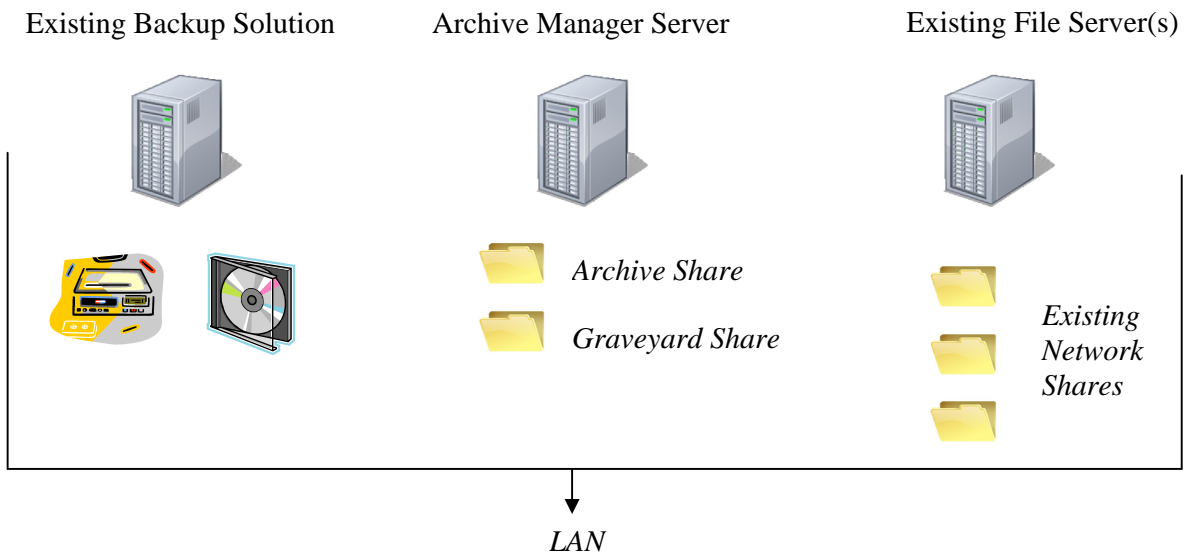 Existing Backup Solution
Archive Manager Server
Existing File Server(s)
Archive Share
Graveyard Share
Existing
Network
Shares
LAN